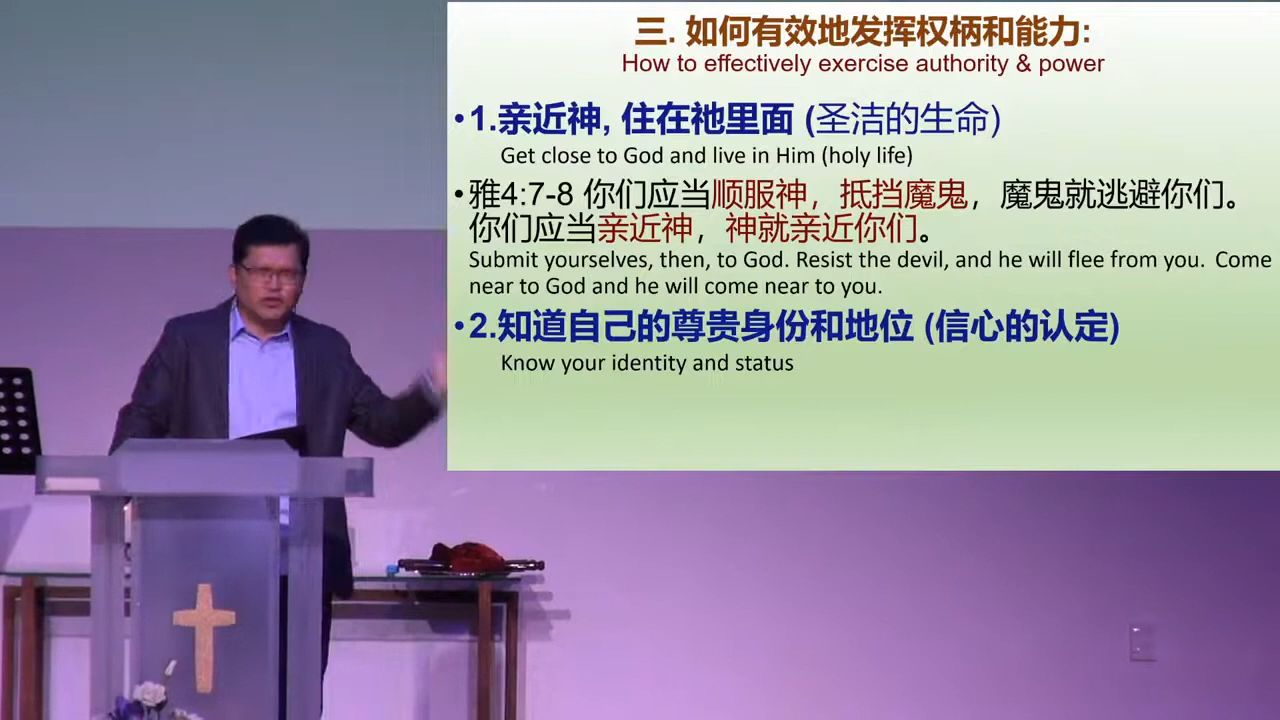 三. 如何有效地发挥权柄和能力:
How to effectively exercise authority & power
•1.亲近神, 住在祂里面 (圣洁的生命)
Get close to God and live in Him (holy life)
•雅4:7-8 你们应当顺服神，抵挡魔鬼，魔鬼就逃避你们。
你们应当亲近神，神就亲近你们。
Submit yourselves, then, to God. Resist the devil, and he will flee from you. Come
near to God and he will come near to you.
•2.知道自己的尊贵身份和地位 (信心的认定)
Know your identity and status